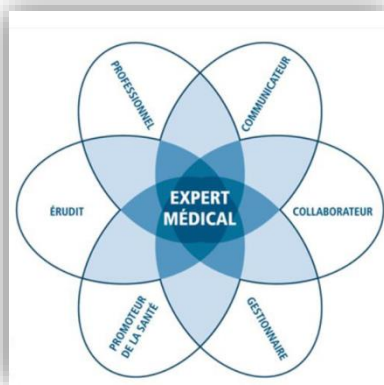 PROFESSIONNEL
COMMUNICATEUR
ÉRUDIT
EXPERT
MÉDICAL
COLLABORATEUR
PROMOTEUR
DE LA SANTÉ
GESTIONNAIRE